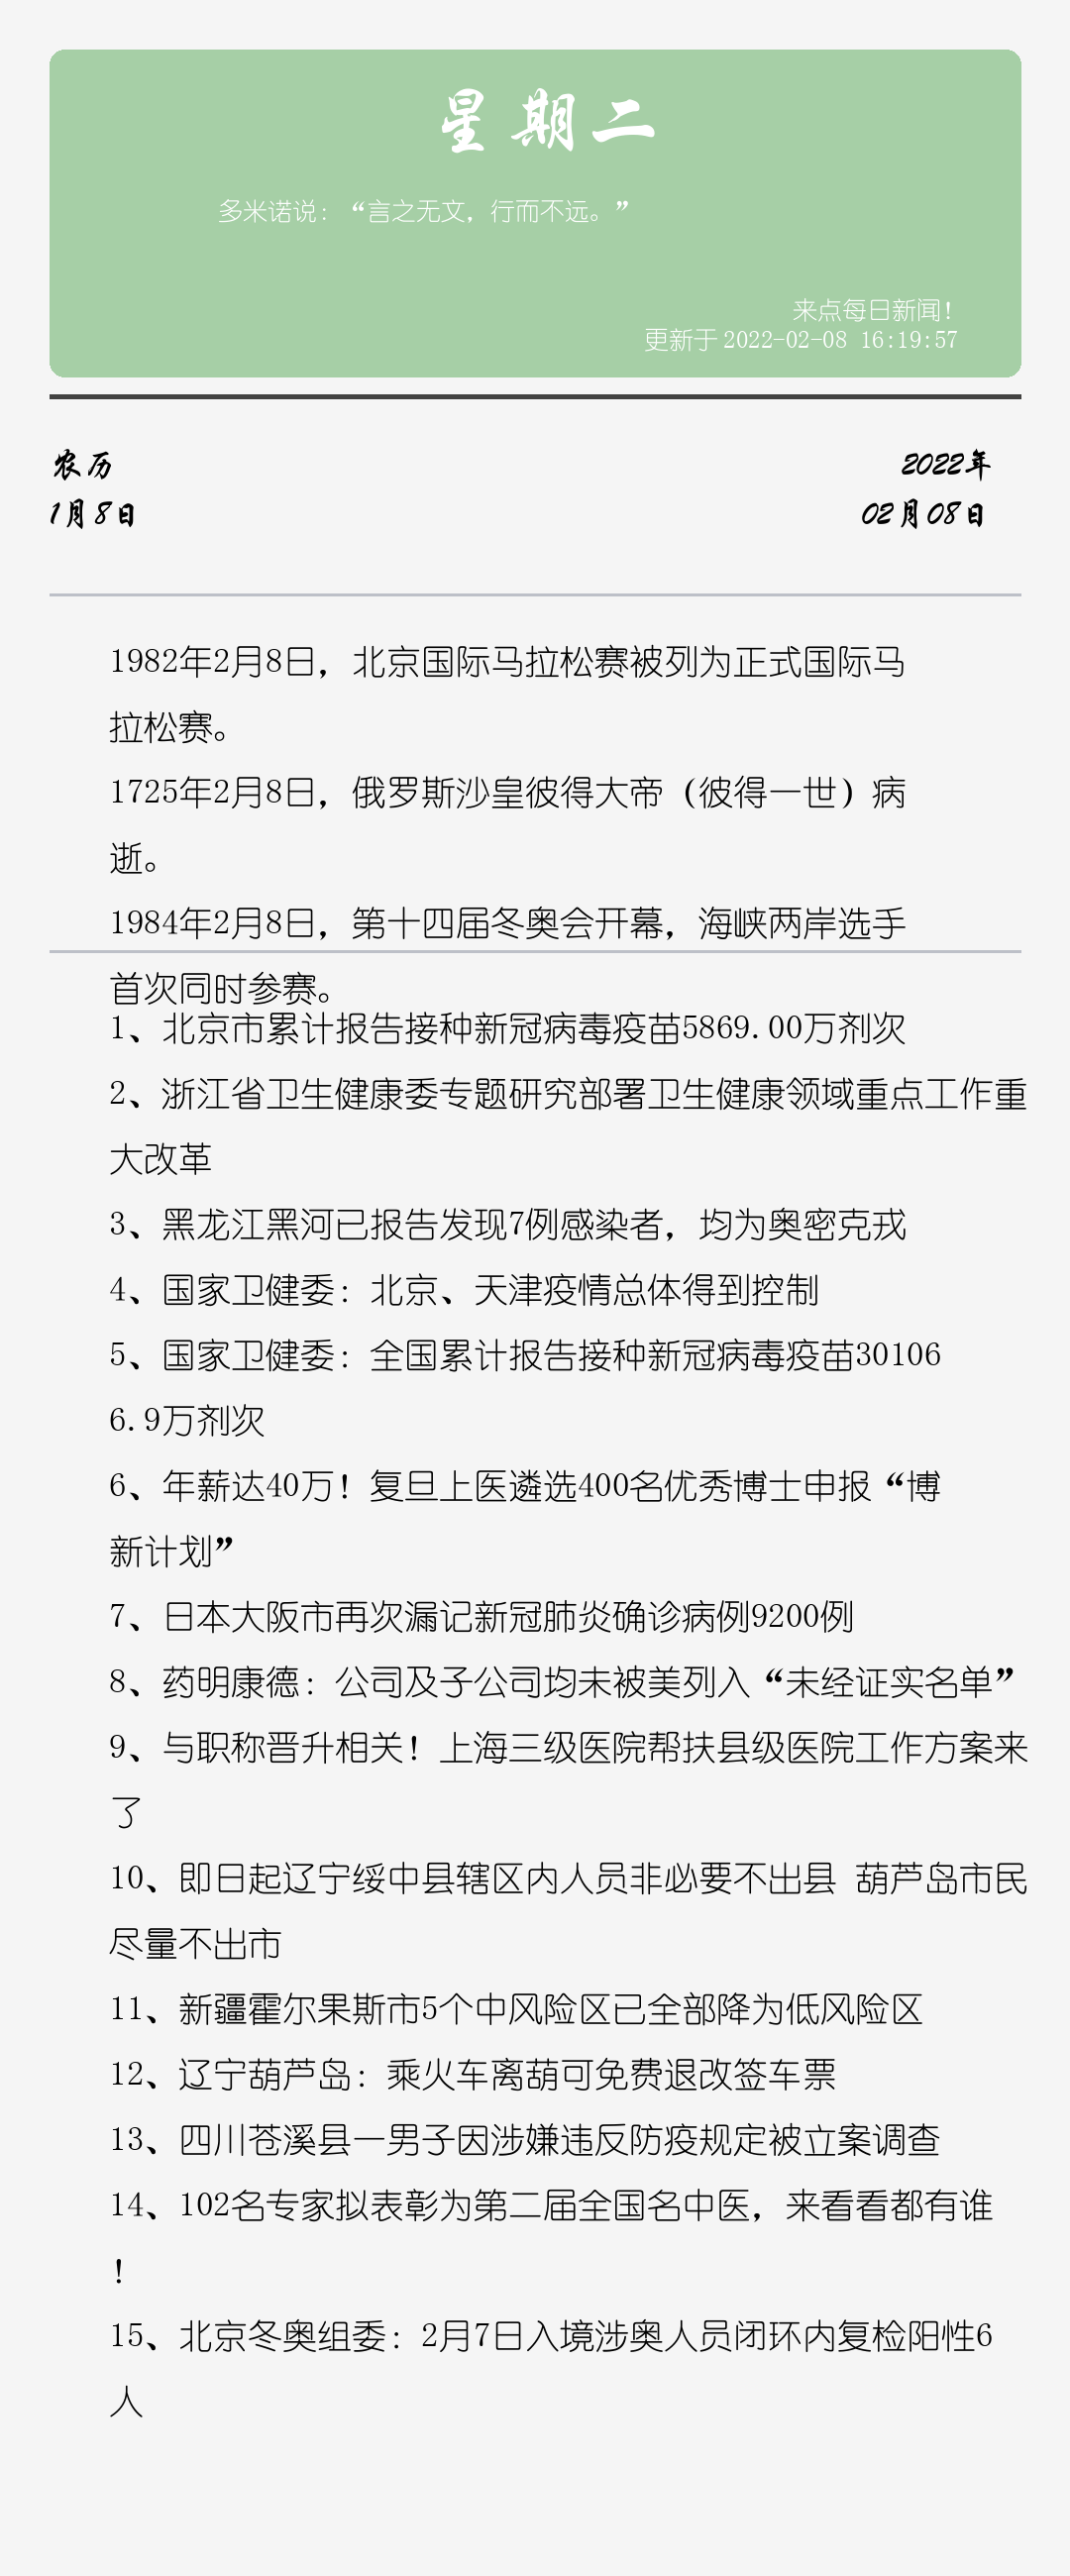 星期二
多米诺说：“言之无文，行而不远。”
来点每日新闻！
更新于2022-02-08 16:19:57
农历
2022年
1月8日
02月08日
1982年2月8日，北京国际马拉松赛被列为正式国际马
拉松赛。
1725年2月8日，俄罗斯沙皇彼得大帝（彼得一世）病
逝。
1984年2月8日，第十四届冬奥会开幕，海峡两岸选手
首次同时参赛。
1、北京市累计报告接种新冠病毒疫苗5869.00万剂次
2、浙江省卫生健康委专题研究部署卫生健康领域重点工作重
大改革
3、黑龙江黑河已报告发现7例感染者，均为奥密克戎
4、国家卫健委：北京、天津疫情总体得到控制
5、国家卫健委：全国累计报告接种新冠病毒疫苗30106
6.9万剂次
6、年薪达40万！复旦上医遴选400名优秀博士申报“博
新计划”
7、日本大阪市再次漏记新冠肺炎确诊病例9200例
8、药明康德：公司及子公司均未被美列入“未经证实名单”
9、与职称晋升相关！上海三级医院帮扶县级医院工作方案来
了
10、即日起辽宁绥中县辖区内人员非必要不出县 葫芦岛市民
尽量不出市
11、新疆霍尔果斯市5个中风险区已全部降为低风险区
12、辽宁葫芦岛：乘火车离葫可免费退改签车票
13、四川苍溪县一男子因涉嫌违反防疫规定被立案调查
14、102名专家拟表彰为第二届全国名中医，来看看都有谁
！
15、北京冬奥组委：2月7日入境涉奥人员闭环内复检阳性6
人